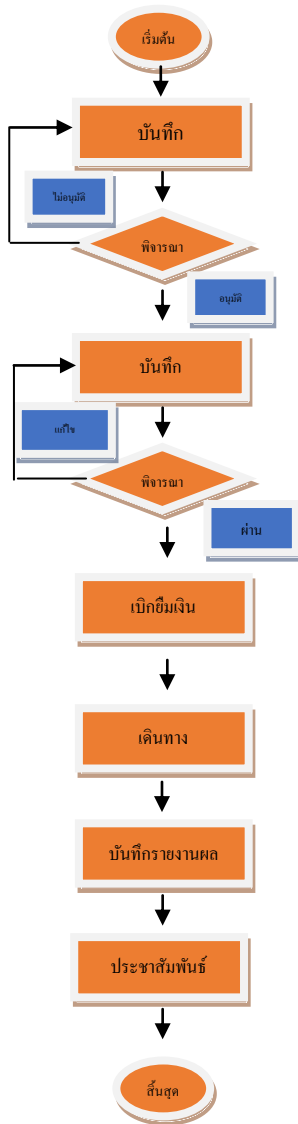 เริ่มต้น
บันทึก
ไม่อนุมัติ
พิจารณา
อนุมัติ
บันทึก
แก้ไข
พิจารณา
ผ่าน
เบิกยืมเงิน
เดินทาง
บันทึกรายงานผล
ประชาสัมพันธ์
สิ้นสุด